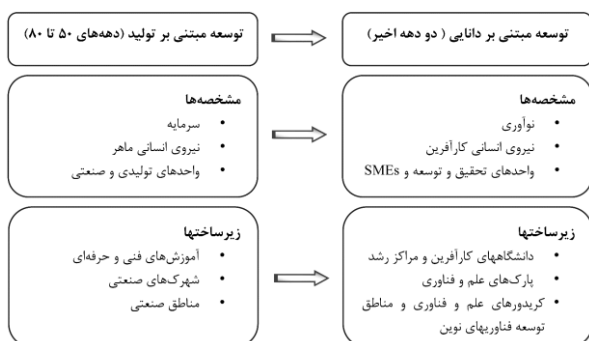 توسعه مبتنی بر تولید (دهه‌های ۵۰ تا ۸۰)
توسعه مبتنی بر دانایی ( دو دهه اخیر)
مشخصه‌ها
• سرمایه
• نیروی انسانی ماهر
• واحدهای تولیدی و صنعتی
مشخصه‌ها
• نوآوری
• نیروی انسانی کارآفرین
• واحدهای تحقیق و توسعه و SMEs
زیرساختها
• آموزش‌های فنی و حرفه‌ای
• شهرک‌های صنعتی
• مناطق صنعتی
زیرساختها
• دانشگاههای کارآفرین و مراکز رشد
• پارک‌های علم و فناوری
• کریدورهای علم و فناوری و مناطق
توسعه فناوریهای نوین